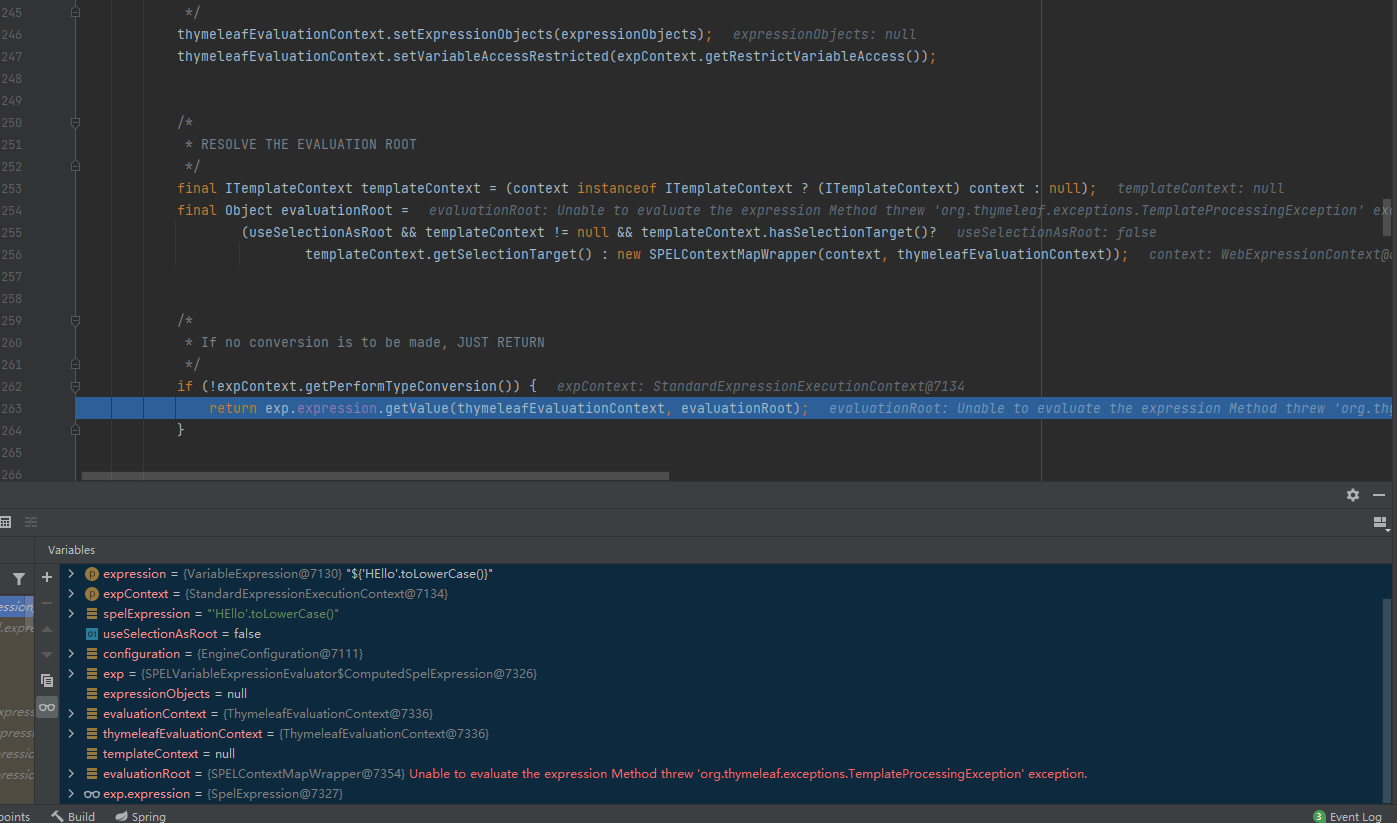 245 */
246 thymeleafEvaluationContext.setExpressionObjects(expressionObjects); expressionObjects: null
247 thymeleafEvaluationContext.setVariableAccessRestricted(expContext.getRestrictVariableAccess());
248
249
250 /*
251 * RESOLVE THE EVALUATION ROOT
252 */
253 final ITemplateContext templateContext = (context instanceof ITemplateContext ? (ITemplateContext) context : null); templateContext: null
254 final Object evaluationRoot = evaluationRoot: Unable to evaluate the expression Method threw 'org.thymeleaf.exceptions.TemplateProcessingException' ex
255 (useSelectionAsRoot && templateContext != null && templateContext.hasSelectionTarget()? useSelectionAsRoot: false
256 templateContext.getSelectionTarget() : new SPELContextMapWrapper(context, thymeleafEvaluationContext)); context: WebExpressionContext@
257
258
259 /*
260 * If no conversion is to be made, JUST RETURN
261 */
262 if (!expContext.getPerformTypeConversion()) { expContext: StandardExpressionExecutionContext@7134
263 return exp.expression.getValue(thymeleafEvaluationContext, evaluationRoot); evaluationRoot: Unable to evaluate the expression Method threw 'org.thy
264 }
265
266
Variables
expression = {VariableExpression@7130} "${'HEllo'.toLowerCase()}"
expContext = {StandardExpressionExecutionContext@7134}
spelExpression = "'HEllo'.toLowerCase()"
useSelectionAsRoot = false
configuration = {EngineConfiguration@7111}
exp = {SPELVariableExpressionEvaluator$ComputedSpelExpression@7326}
expressionObjects = null
evaluationContext = {ThymeleafEvaluationContext@7336}
thymeleafEvaluationContext = {ThymeleafEvaluationContext@7336}
templateContext = null
evaluationRoot = {SPELContextMapWrapper@7354} Unable to evaluate the expression Method threw 'org.thymeleaf.exceptions.TemplateProcessingException' exception.
exp.expression = {SpelExpression@7327}
points Build Spring 3 Event Log